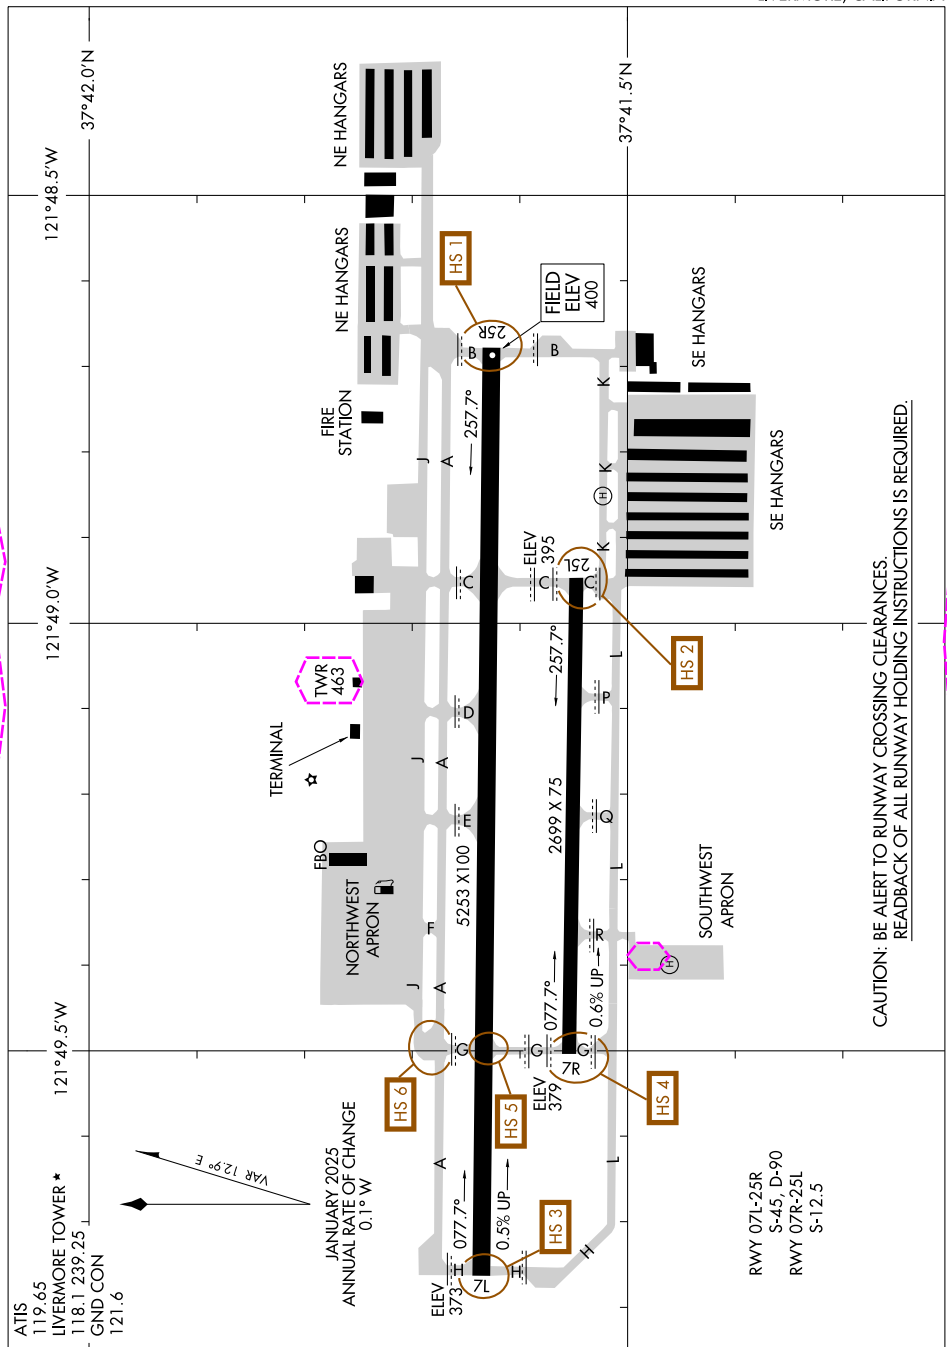 ATIS
119.65
LIVERMORE TOWER ★
118.1 239.25
GND CON
121.6
37°42.0'N
37°41.5'N
121°48.5'W
121°49.0'W
121°49.5'W
VAR 12.9° E
JANUARY 2025
ANNUAL RATE OF CHANGE
0.1° W
NE HANGARS
NE HANGARS
FIRE
STATION
TWR
463
TERMINAL
FBO
NORTHWEST
APRON
HS 1
25R
FIELD
ELEV
400
B
B
257.7°
J
A
C
ELEV
395
C
25L
C
HS 2
D
J
A
E
5253 X100
F
J
A
G
HS 6
HS 5
G
ELEV
379
G
7R
HS 4
077.7°
0.6% UP
257.7°
2699 X 75
P
Q
R
L
L
L
K
K
K
H
SE HANGARS
SE HANGARS
SOUTHWEST
APRON
H
A
077.7°
0.5% UP
HS 3
H
ELEV
373
7L
H
H
RWY 07L-25R
S-45, D-90
RWY 07R-25L
S-12.5
CAUTION: BE ALERT TO RUNWAY CROSSING CLEARANCES.
READBACK OF ALL RUNWAY HOLDING INSTRUCTIONS IS REQUIRED.